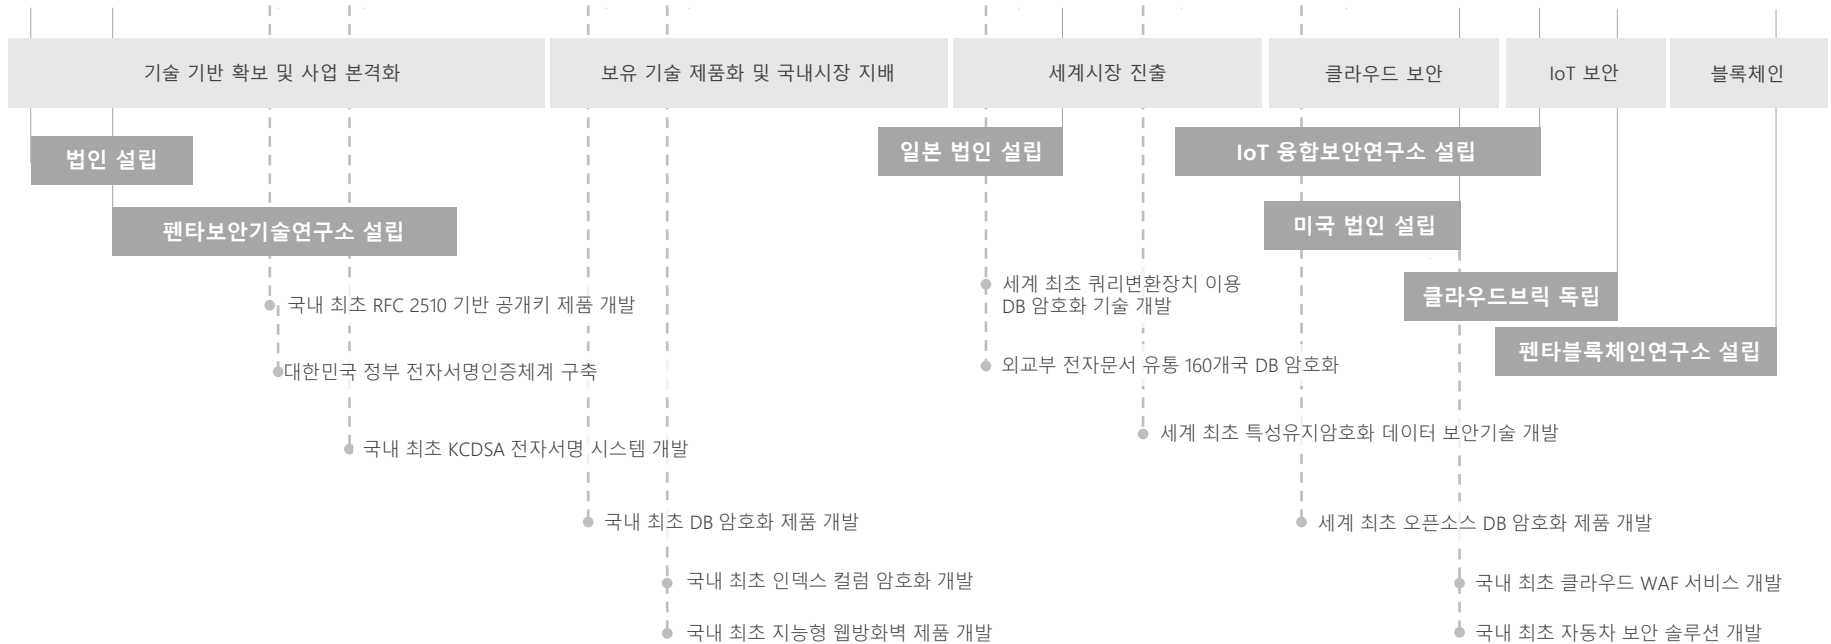 기술 기반 확보 및 사업 본격화
보유 기술 제품화 및 국내시장 지배
세계시장 진출
클라우드 보안
IoT 보안
블록체인
법인 설립
일본 법인 설립
IoT 융합보안연구소 설립
펜타보안기술연구소 설립
미국 법인 설립
세계 최초 쿼리변환장치 이용
DB 암호화 기술 개발
클라우드브릭 독립
국내 최초 RFC 2510 기반 공개키 제품 개발
펜타블록체인연구소 설립
외교부 전자문서 유통 160개국 DB 암호화
대한민국 정부 전자서명인증체계 구축
세계 최초 특성유지암호화 데이터 보안기술 개발
국내 최초 KCDSA 전자서명 시스템 개발
국내 최초 DB 암호화 제품 개발
세계 최초 오픈소스 DB 암호화 제품 개발
국내 최초 인덱스 컬럼 암호화 개발
국내 최초 클라우드 WAF 서비스 개발
국내 최초 지능형 웹방화벽 제품 개발
국내 최초 자동차 보안 솔루션 개발